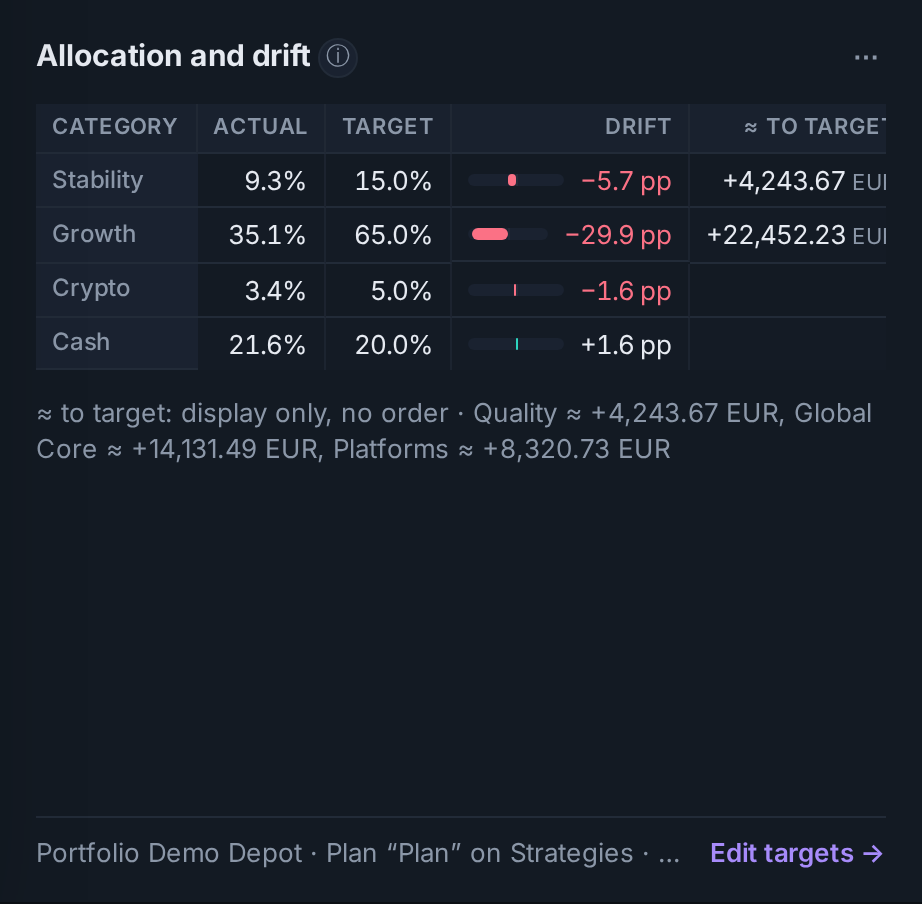 Allocation and drift ⓘ ...
CATEGORY ACTUAL TARGET DRIFT ≈ TO TARGET
Stability 9.3% 15.0% −5.7 pp +4,243.67 EUR
Growth 35.1% 65.0% −29.9 pp +22,452.23 EUR
Crypto 3.4% 5.0% −1.6 pp
Cash 21.6% 20.0% +1.6 pp
≈ to target: display only, no order · Quality ≈ +4,243.67 EUR, Global
Core ≈ +14,131.49 EUR, Platforms ≈ +8,320.73 EUR
Portfolio Demo Depot · Plan “Plan” on Strategies · ... Edit targets →